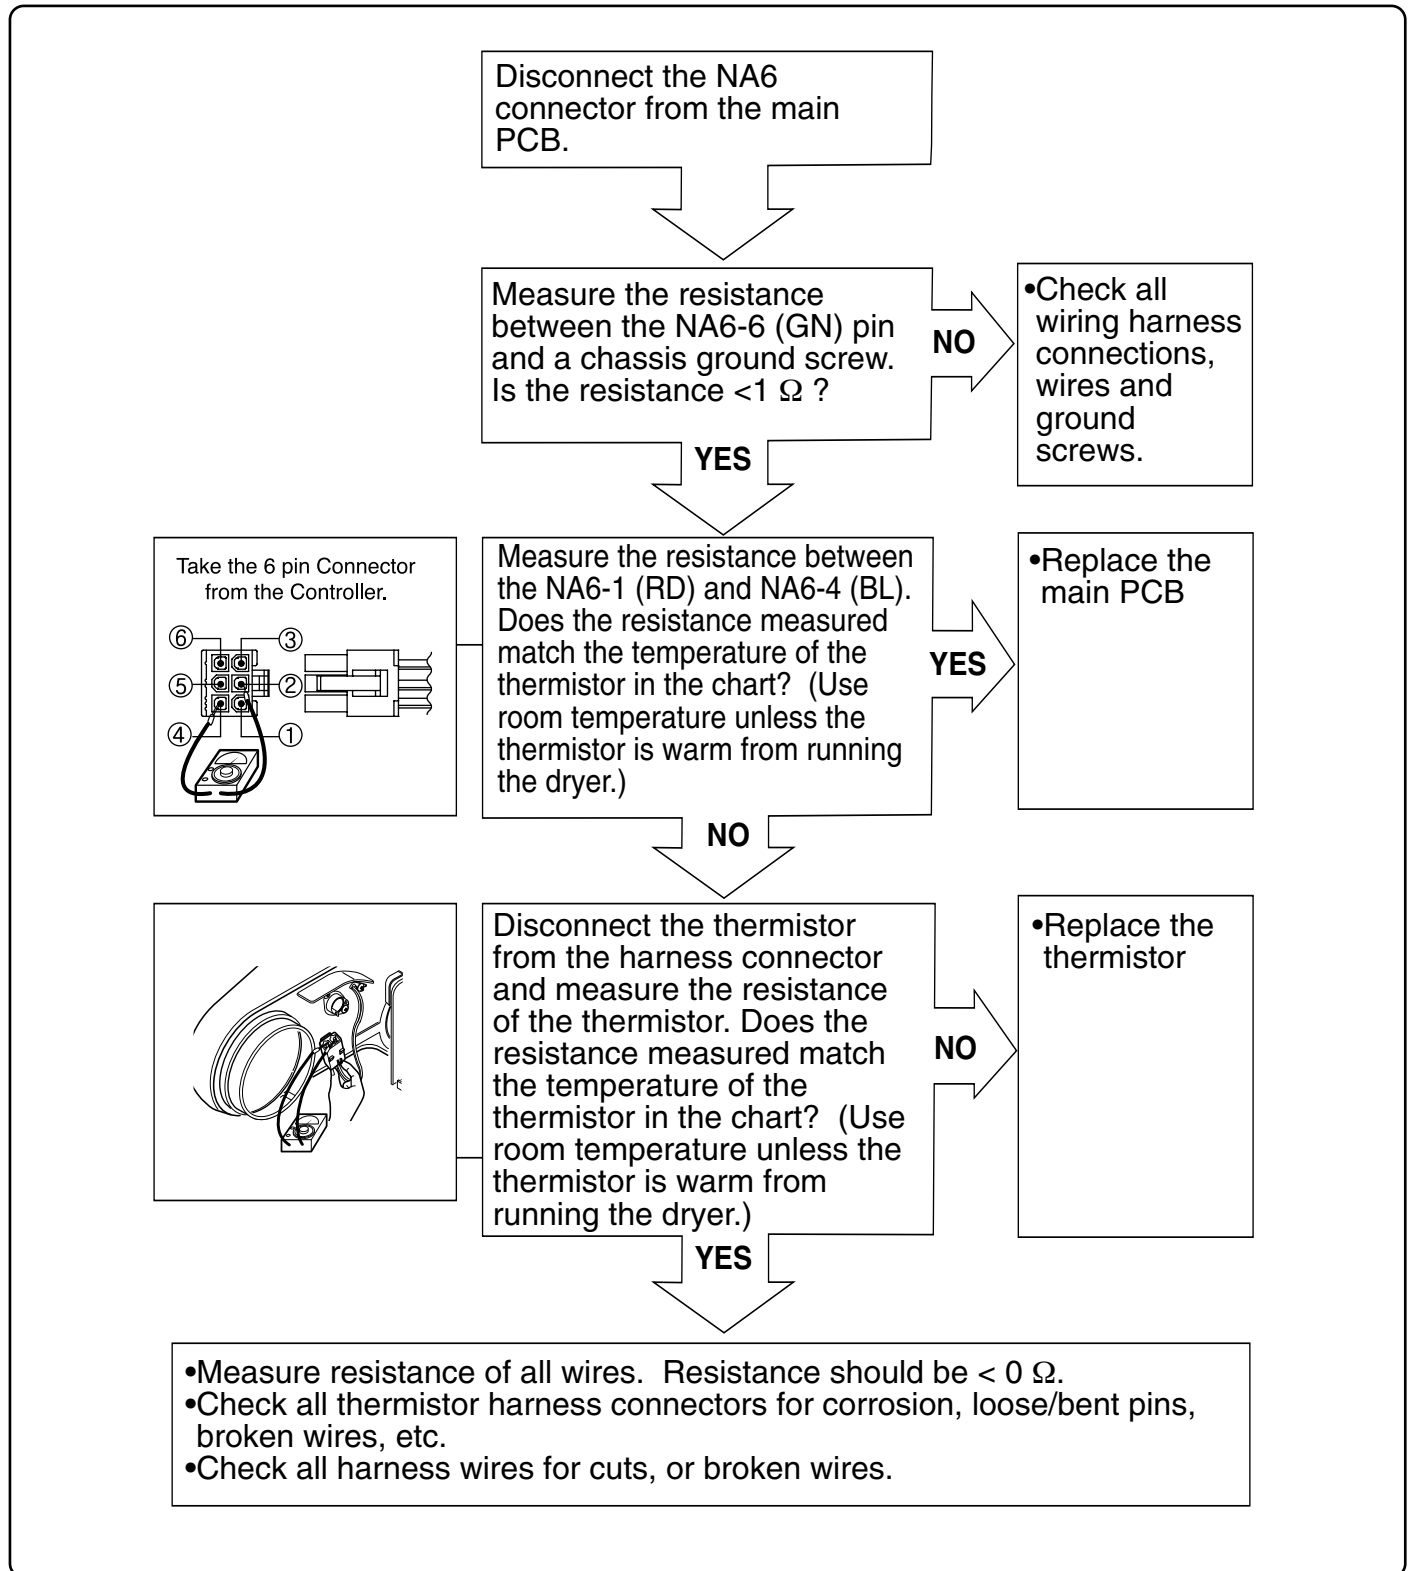 Disconnect the NA6
connector from the main
PCB.
Measure the resistance
between the NA6-6 (GN) pin
and a chassis ground screw.
Is the resistance <1 Ω ?
NO
•Check all
wiring harness
connections,
wires and
ground
screws.
YES
Take the 6 pin Connector
from the Controller.
⑥
③
⑤
②
④
①
Measure the resistance between
the NA6-1 (RD) and NA6-4 (BL).
Does the resistance measured
match the temperature of the
thermistor in the chart? (Use
room temperature unless the
thermistor is warm from running
the dryer.)
YES
•Replace the
main PCB
NO
Disconnect the thermistor
from the harness connector
and measure the resistance
of the thermistor. Does the
resistance measured match
the temperature of the
thermistor in the chart? (Use
room temperature unless the
thermistor is warm from
running the dryer.)
NO
•Replace the
thermistor
YES
•Measure resistance of all wires. Resistance should be < 0 Ω.
•Check all thermistor harness connectors for corrosion, loose/bent pins,
broken wires, etc.
•Check all harness wires for cuts, or broken wires.